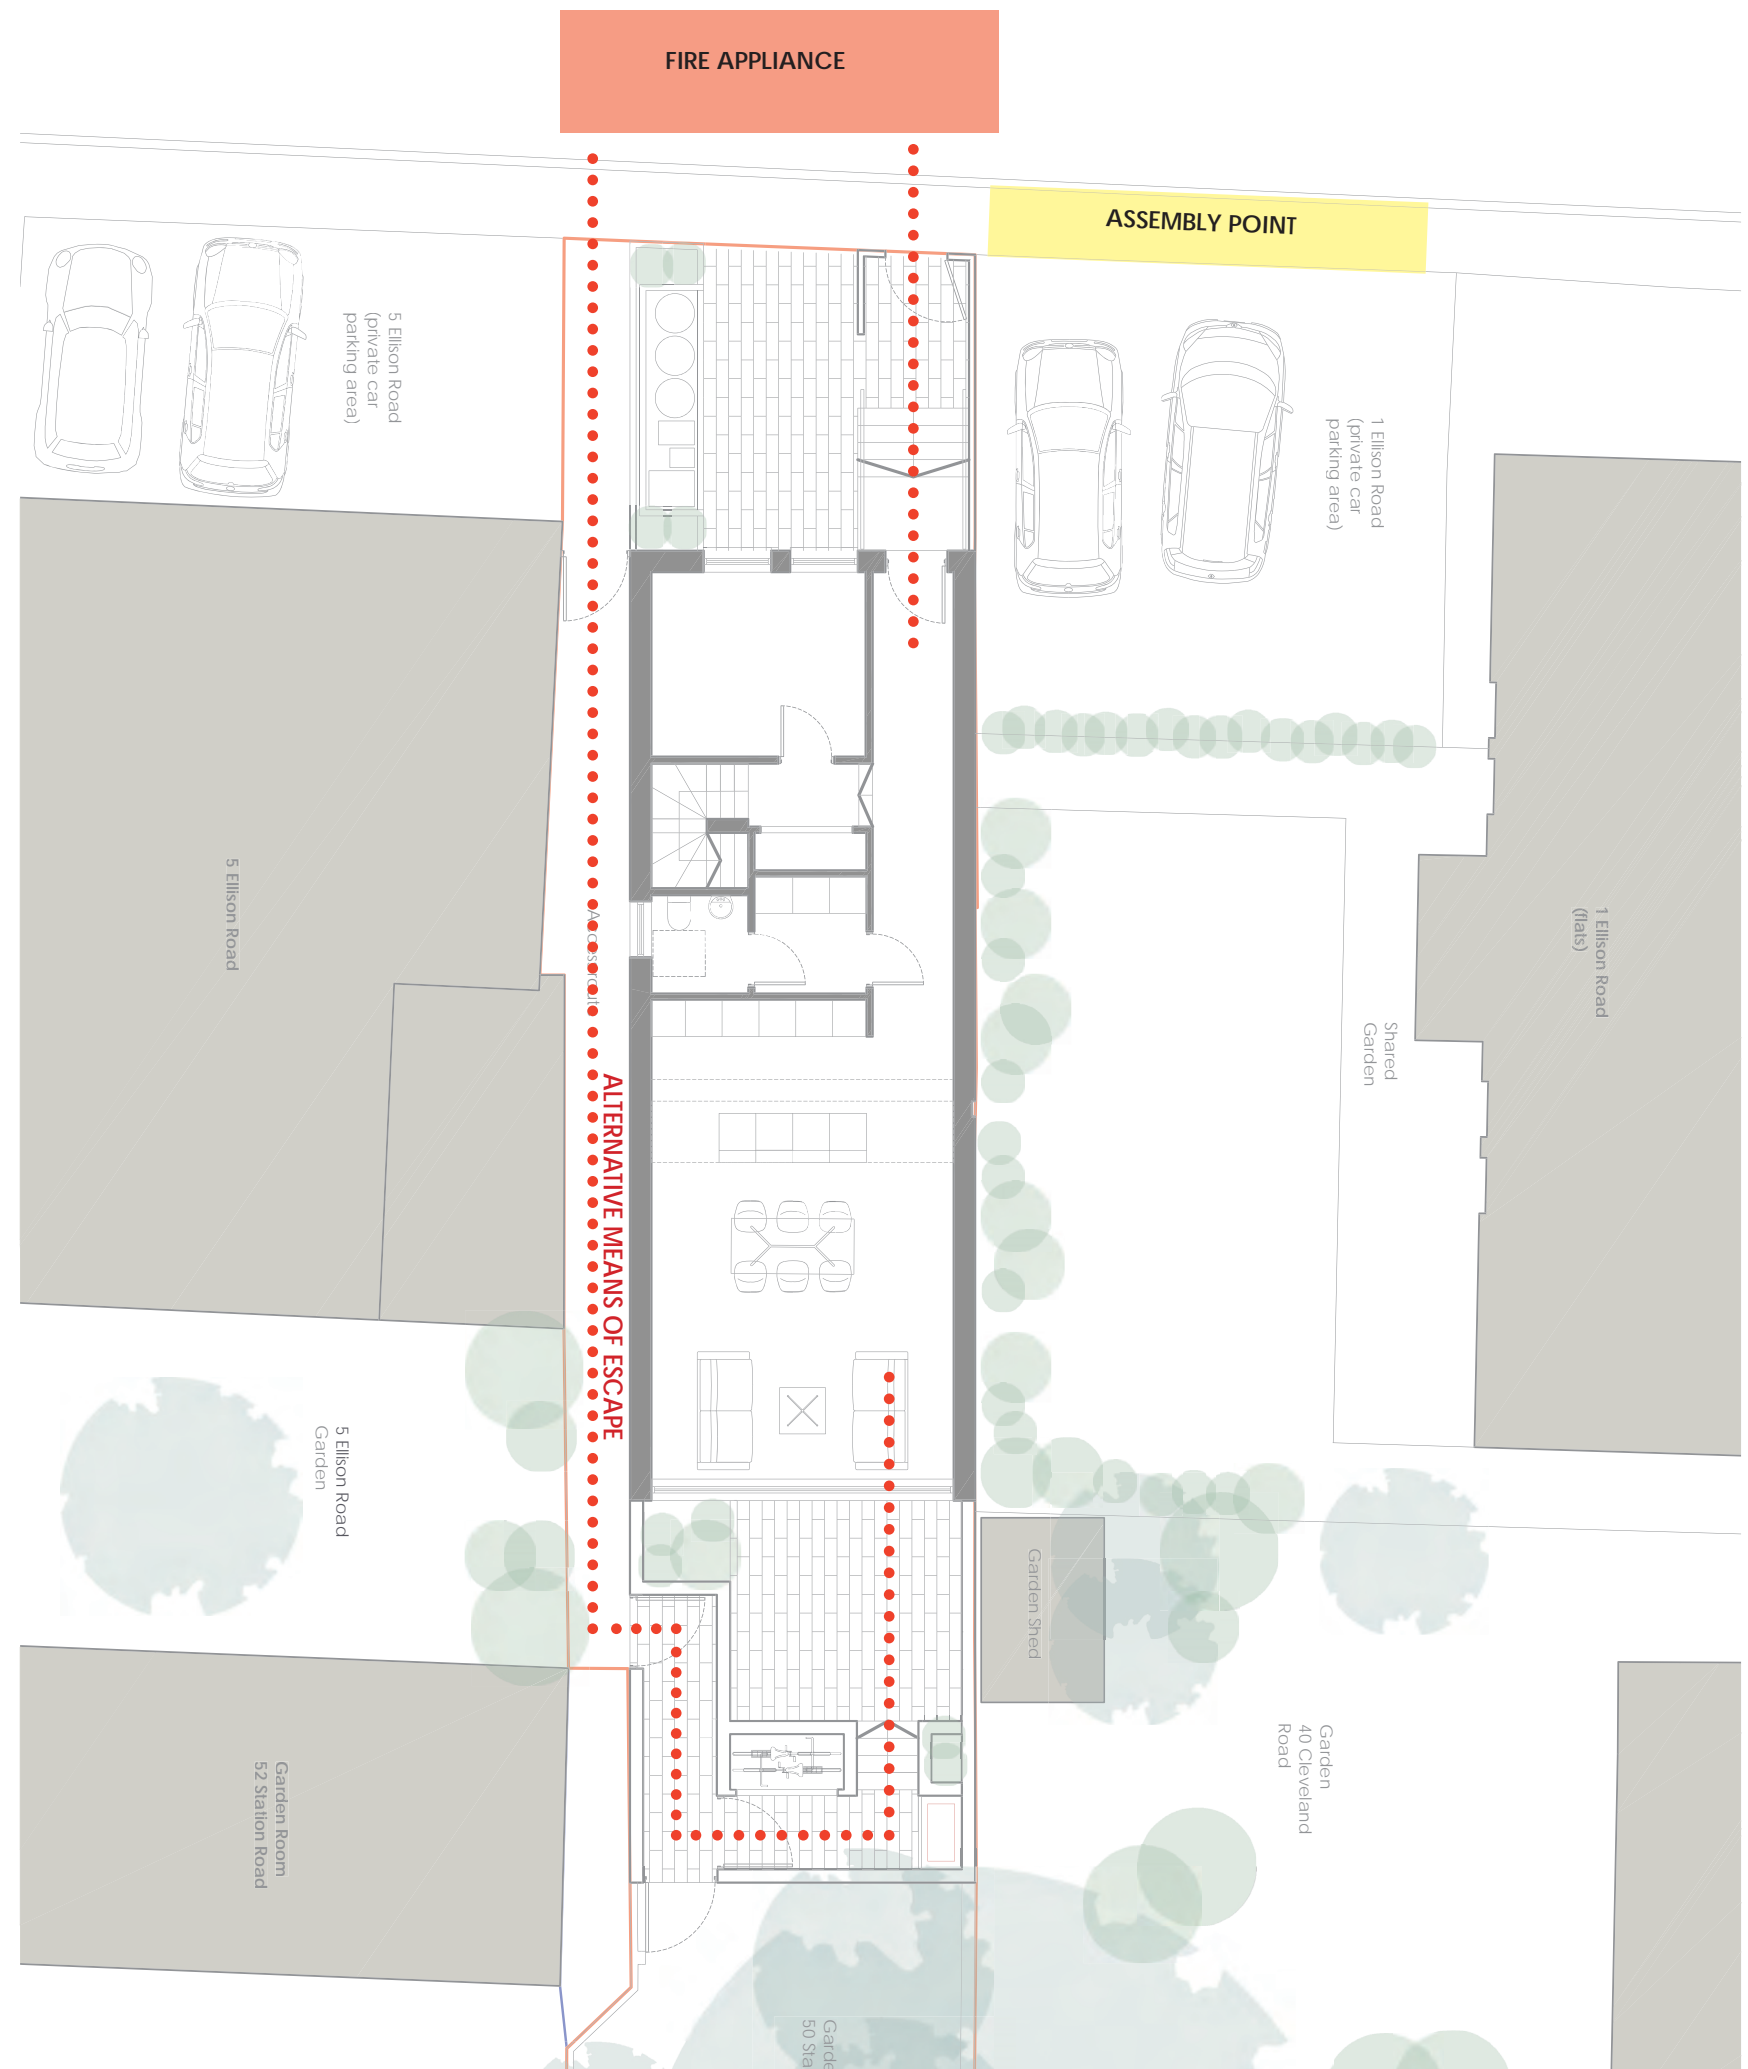 FIRE APPLIANCE
ASSEMBLY POINT
5 Ellison Road
(private car
parking area)
1 Ellison Road
(private car
parking area)
5 Ellison Road
1 Ellison Road
(flats)
Shared
Garden
ALTERNATIVE MEANS OF ESCAPE
5 Ellison Road
Garden
Garden Shed
Garden
40 Cleveland
Road
Garden Room
52 Station Road